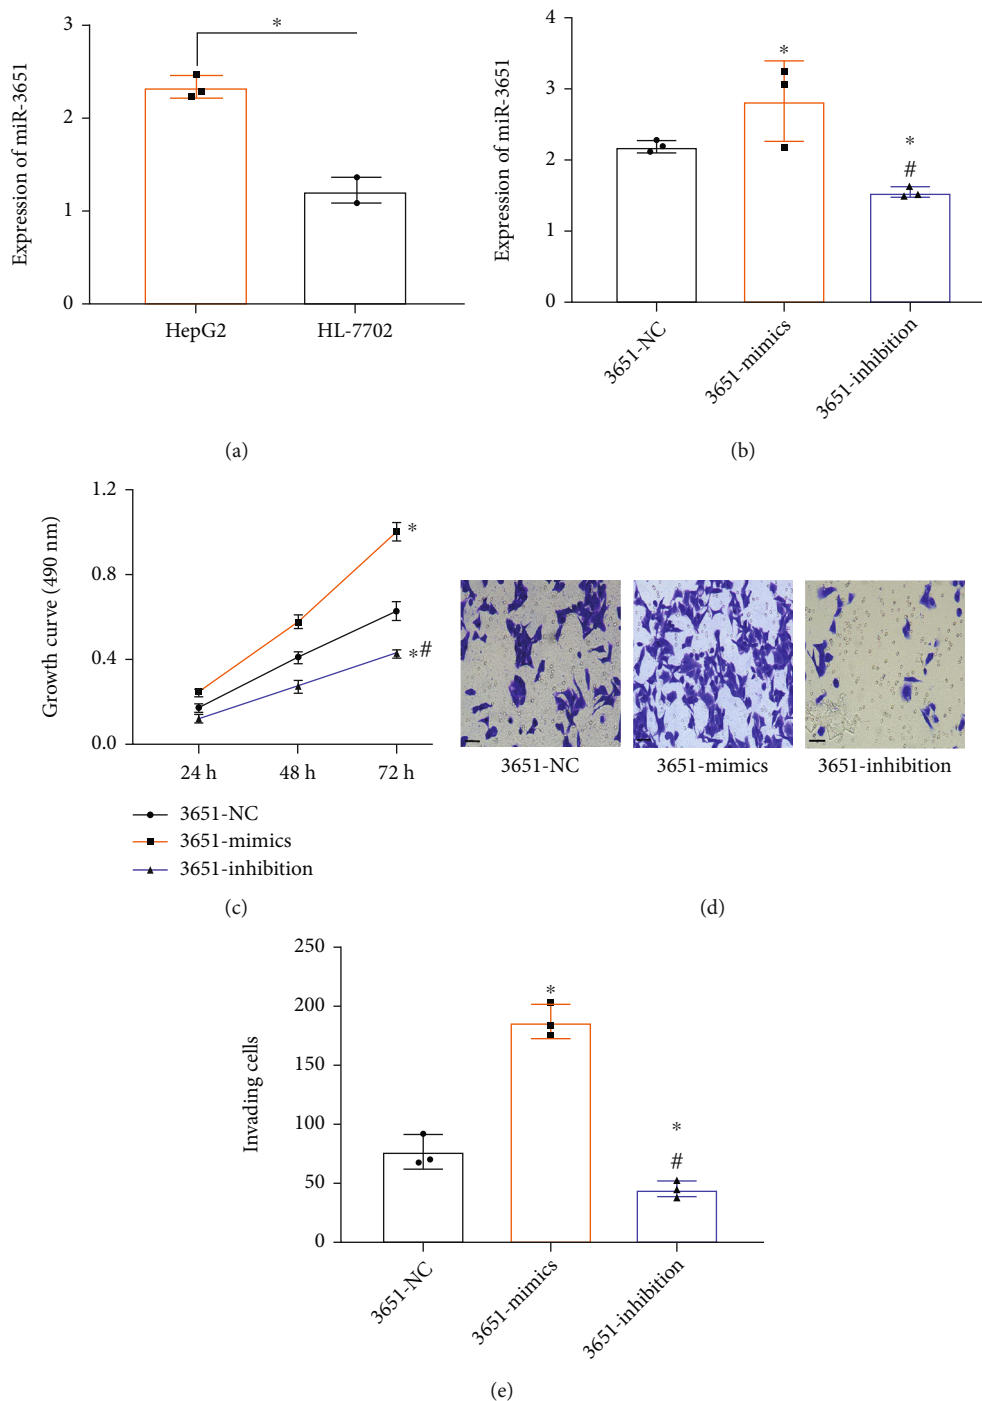 3
2
1
0
Expression of miR-3651
*
HepG2
HL-7702
(a)
4
3
2
1
0
Expression of miR-3651
*
*
#
3651-NC
3651-mimics
3651-inhibition
(b)
1.2
0.8
0.4
0.0
Growth curve (490 nm)
*
*#
24 h
48 h
72 h
3651-NC
3651-mimics
3651-inhibition
(c)
3651-NC
3651-mimics
3651-inhibition
(d)
250
200
150
100
50
0
Invading cells
*
*
#
3651-NC
3651-mimics
3651-inhibition
(e)